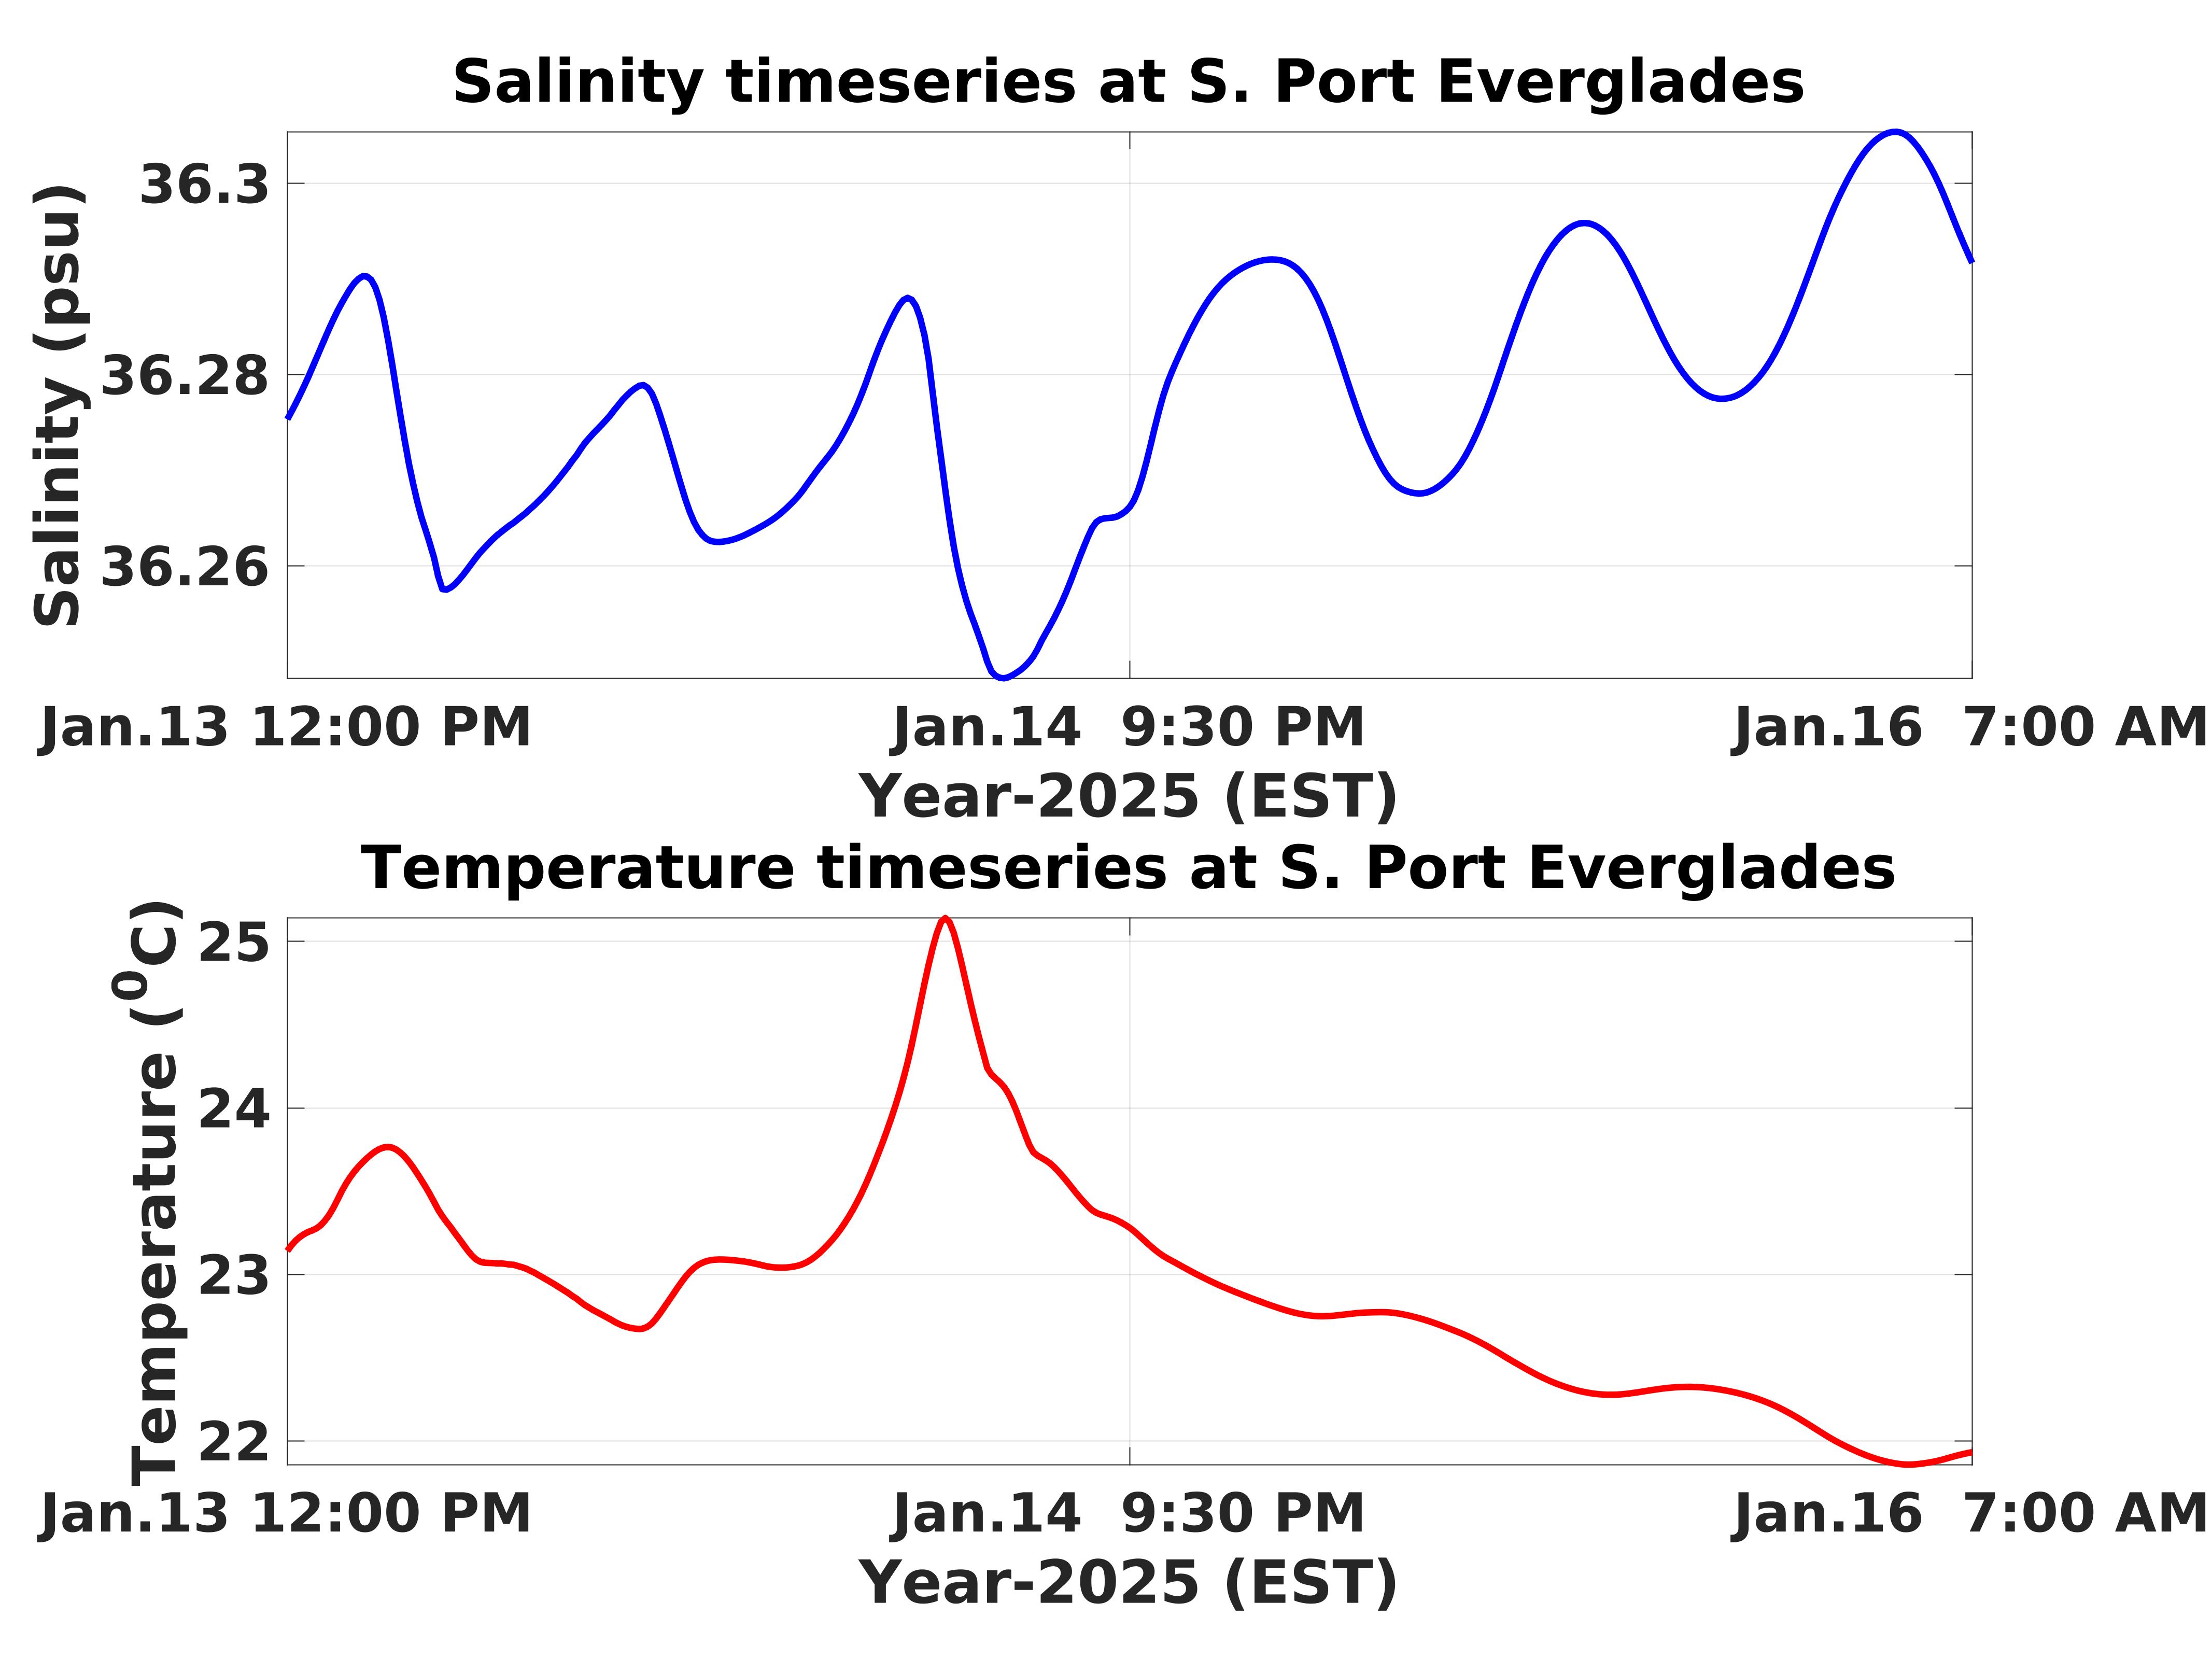 Salinity timeseries at S. Port Everglades
Salinity (psu)
36.3
36.28
36.26
Jan.13 12:00 PM
Jan.14 9:30 PM
Jan.16 7:00 AM
Year-2025 (EST)
Temperature timeseries at S. Port Everglades
Temperature (⁰C)
25
24
23
22
Jan.13 12:00 PM
Jan.14 9:30 PM
Jan.16 7:00 AM
Year-2025 (EST)